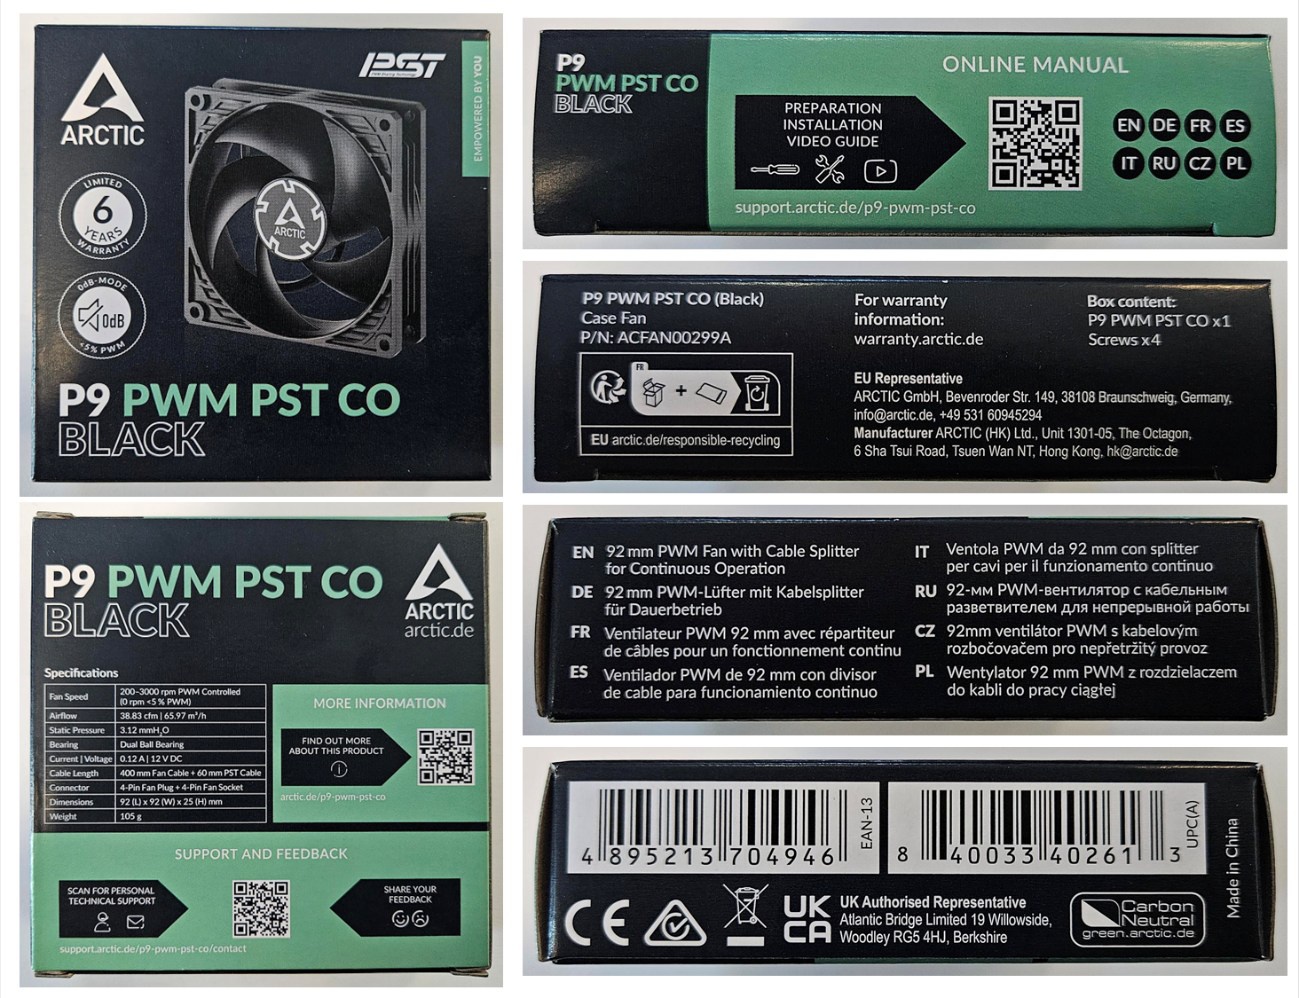 ARCTIC
PST
EMPOWERED BY YOU
LIMITED
6
YEARS
WARRANTY
ARCTIC
0dB-MODE
0dB
<5% PWM
P9 PWM PST CO
BLACK
P9
PWM PST CO
BLACK
ONLINE MANUAL
PREPARATION
INSTALLATION
VIDEO GUIDE
EN DE FR ES
IT RU CZ PL
support.arctic.de/p9-pwm-pst-co
P9 PWM PST CO (Black)
Case Fan
P/N: ACFAN00299A
FR
+
EU arctic.de/responsible-recycling
For warranty
information:
warranty.arctic.de
Box content:
P9 PWM PST CO x1
Screws x4
EU Representative
ARCTIC GmbH, Bevenroder Str. 149, 38108 Braunschweig, Germany,
info@arctic.de, +49 531 60945294
Manufacturer ARCTIC (HK) Ltd., Unit 1301-05, The Octagon,
6 Sha Tsui Road, Tsuen Wan NT, Hong Kong, hk@arctic.de
P9 PWM PST CO
BLACK
ARCTIC
arctic.de
Specifications
Fan Speed 200–3000 rpm PWM Controlled
(0 rpm <5 % PWM)
Airflow 38.83 cfm | 65.97 m³/h
Static Pressure 3.12 mmH₂O
Bearing Dual Ball Bearing
Current | Voltage 0.12 A | 12 V DC
Cable Length 400 mm Fan Cable + 60 mm PST Cable
Connector 4-Pin Fan Plug + 4-Pin Fan Socket
Dimensions 92 (L) x 92 (W) x 25 (H) mm
Weight 105 g
MORE INFORMATION
FIND OUT MORE
ABOUT THIS PRODUCT
arctic.de/p9-pwm-pst-co
SUPPORT AND FEEDBACK
SCAN FOR PERSONAL
TECHNICAL SUPPORT
SHARE YOUR
FEEDBACK
support.arctic.de/p9-pwm-pst-co/contact
EN 92 mm PWM Fan with Cable Splitter
for Continuous Operation
DE 92 mm PWM-Lüfter mit Kabelsplitter
für Dauerbetrieb
FR Ventilateur PWM 92 mm avec répartiteur
de câbles pour un fonctionnement continu
ES Ventilador PWM de 92 mm con divisor
de cable para funcionamiento continuo
IT Ventola PWM da 92 mm con splitter
per cavi per il funzionamento continuo
RU 92-мм PWM-вентилятор с кабельным
разветвителем для непрерывной работы
CZ 92mm ventilátor PWM s kabelovým
rozbočovačem pro nepřetržitý provoz
PL Wentylator 92 mm PWM z rozdzielaczem
do kabli do pracy ciągłej
4 895213 704946
EAN-13
8 40033 40261 3
UPC(A)
Made in China
CE
UK
CA
UK Authorised Representative
Atlantic Bridge Limited 19 Willowside,
Woodley RG5 4HJ, Berkshire
Carbon
Neutral
green.arctic.de